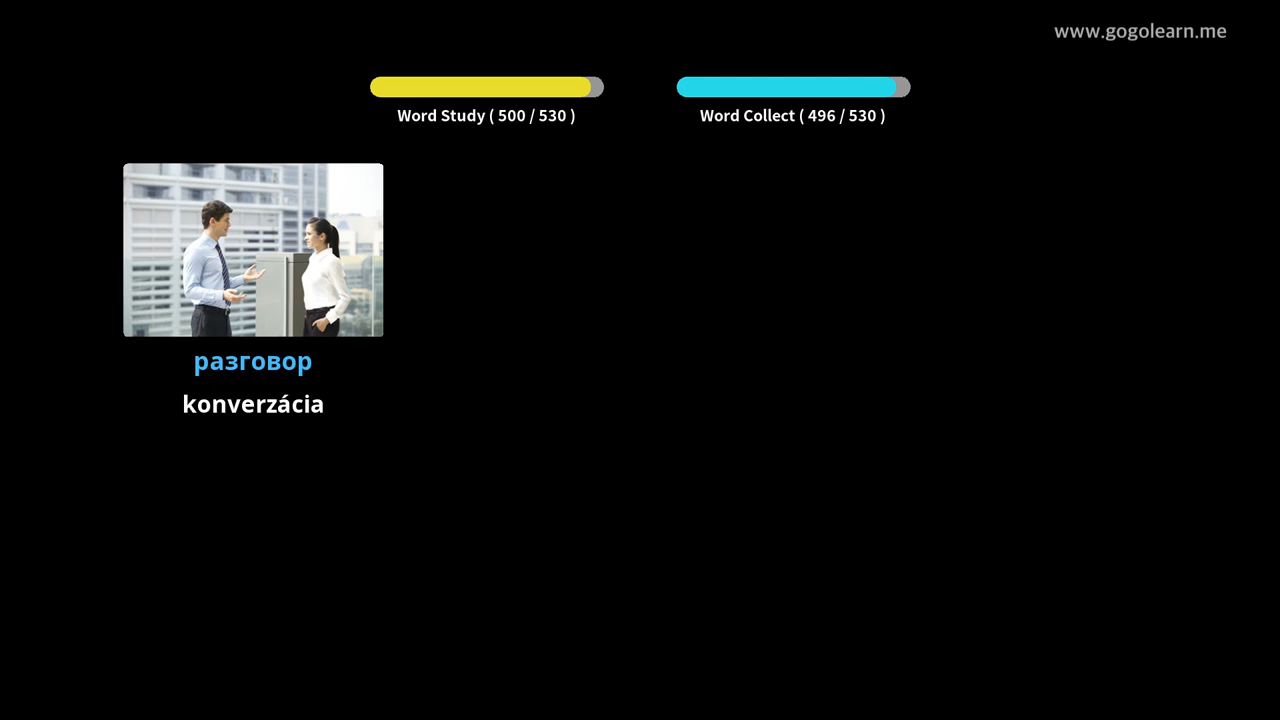 www.gogolearn.me
Word Study ( 500 / 530 )
Word Collect ( 496 / 530 )
разговор
konverzácia